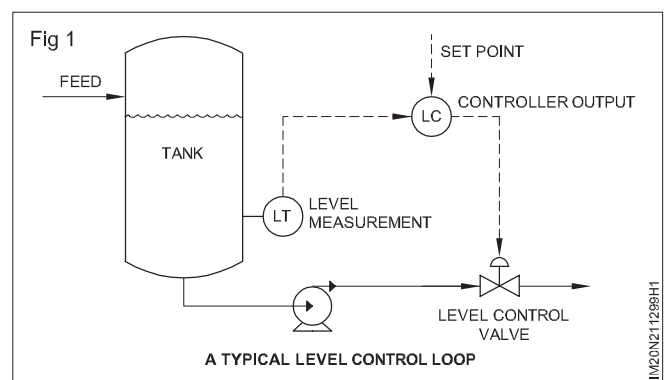 Fig 1
FEED
TANK
SET POINT
LC
CONTROLLER OUTPUT
LT
LEVEL
MEASUREMENT
LEVEL CONTROL
VALVE
A TYPICAL LEVEL CONTROL LOOP
IM20N211299H1